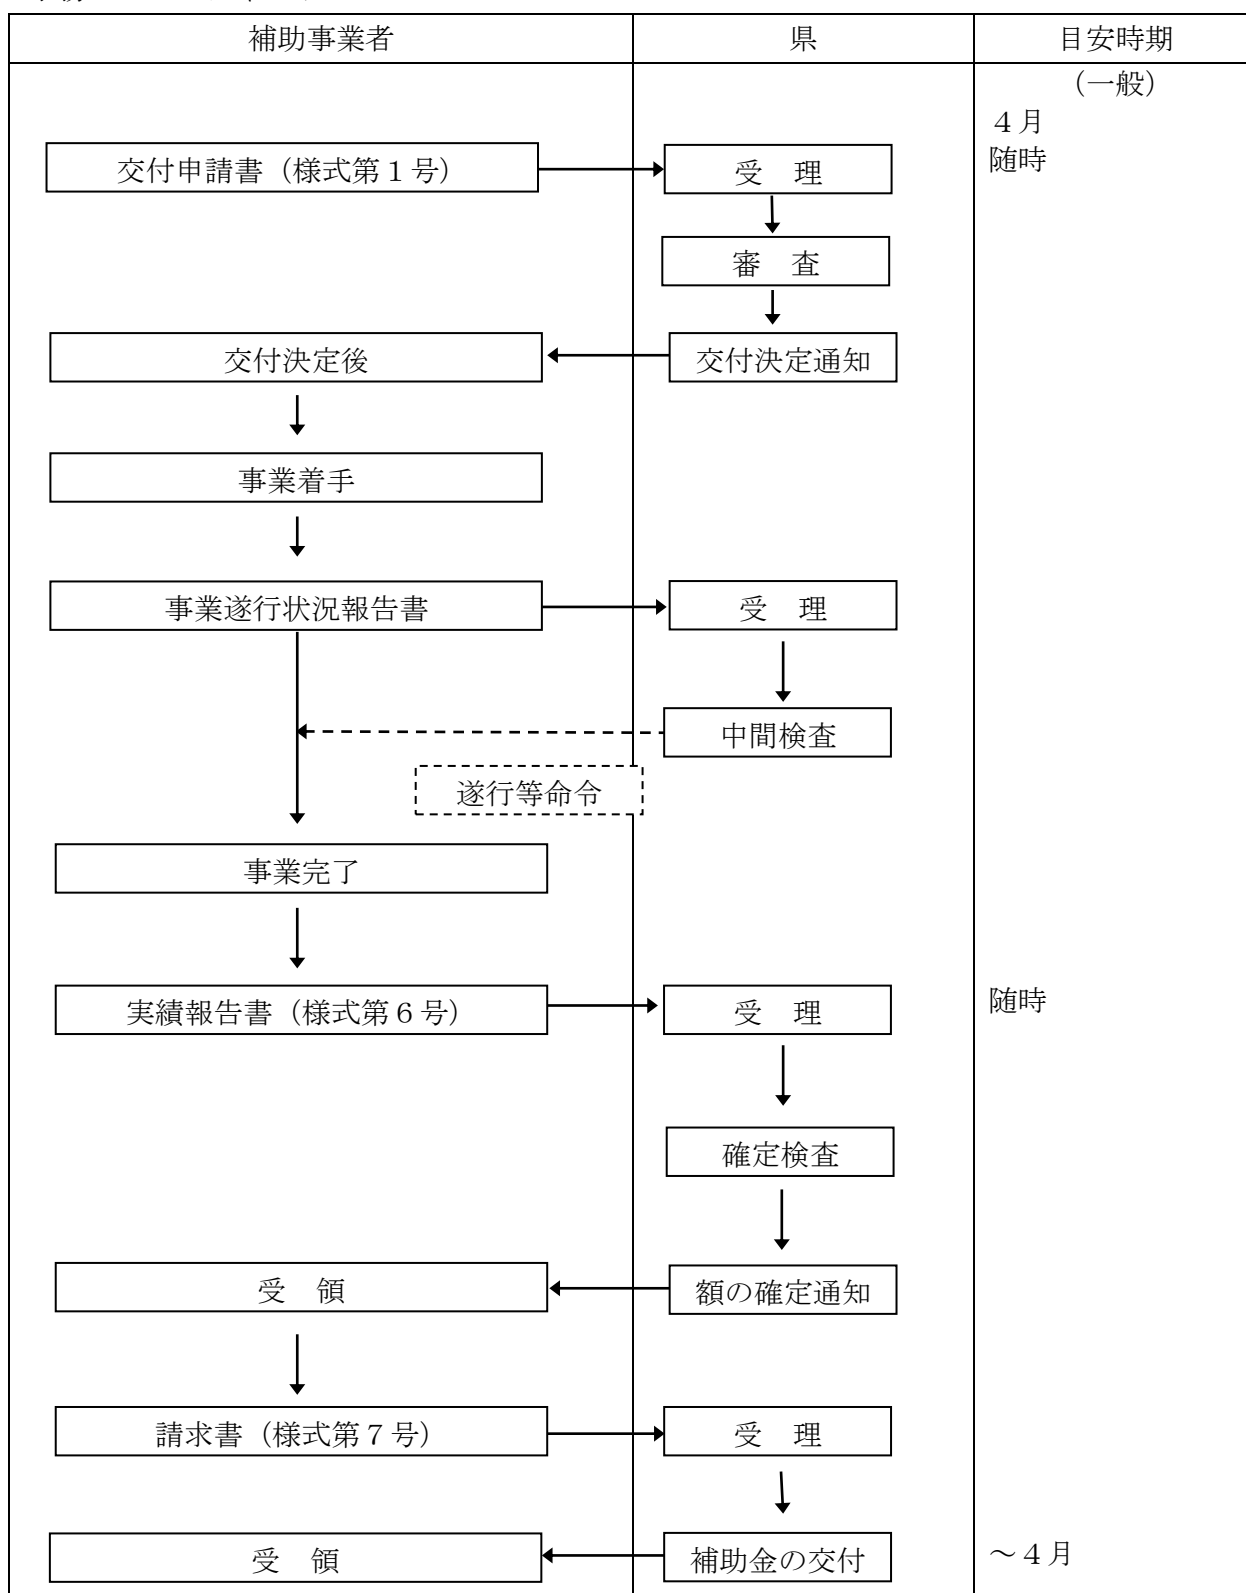 補助事業者 県 目安時期
（一般）
４月
交付申請書（様式第１号） 受　理 随時
審　査
交付決定後 交付決定通知
事業着手
事業遂行状況報告書 受　理
中間検査
遂行等命令
事業完了
実績報告書（様式第６号） 受　理 随時
確定検査
受　領 額の確定通知
請求書（様式第７号） 受　理
受　領 補助金の交付 ～４月